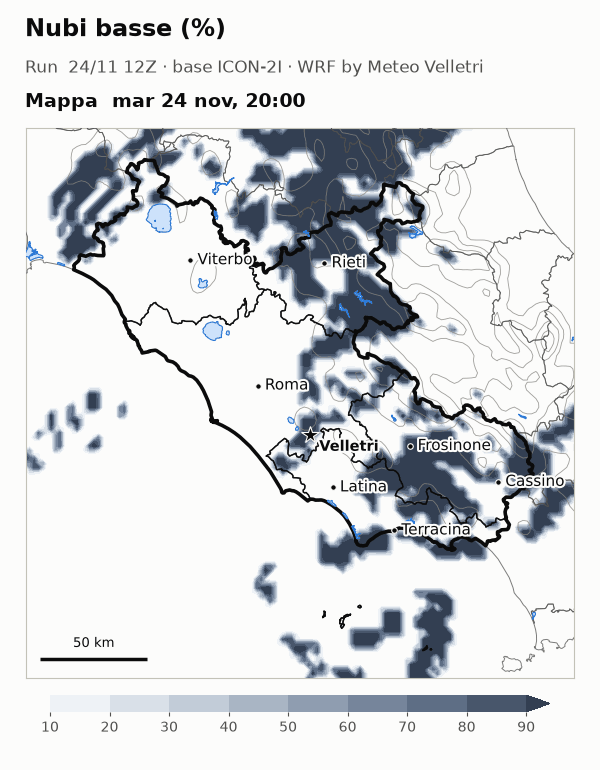 Nubi basse (%)
Run 24/11 12Z · base ICON-2I · WRF by Meteo Velletri
Mappa mar 24 nov, 20:00
Viterbo
Rieti
Roma
Velletri
Frosinone
Latina
Cassino
Terracina
50 km
10 20 30 40 50 60 70 80 90